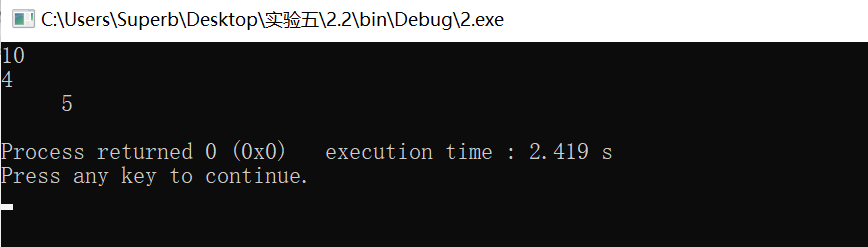 C:\Users\Superb\Desktop\实验五\2.2\bin\Debug\2.exe
10
4
     5
Process returned 0 (0x0)   execution time : 2.419 s
Press any key to continue.